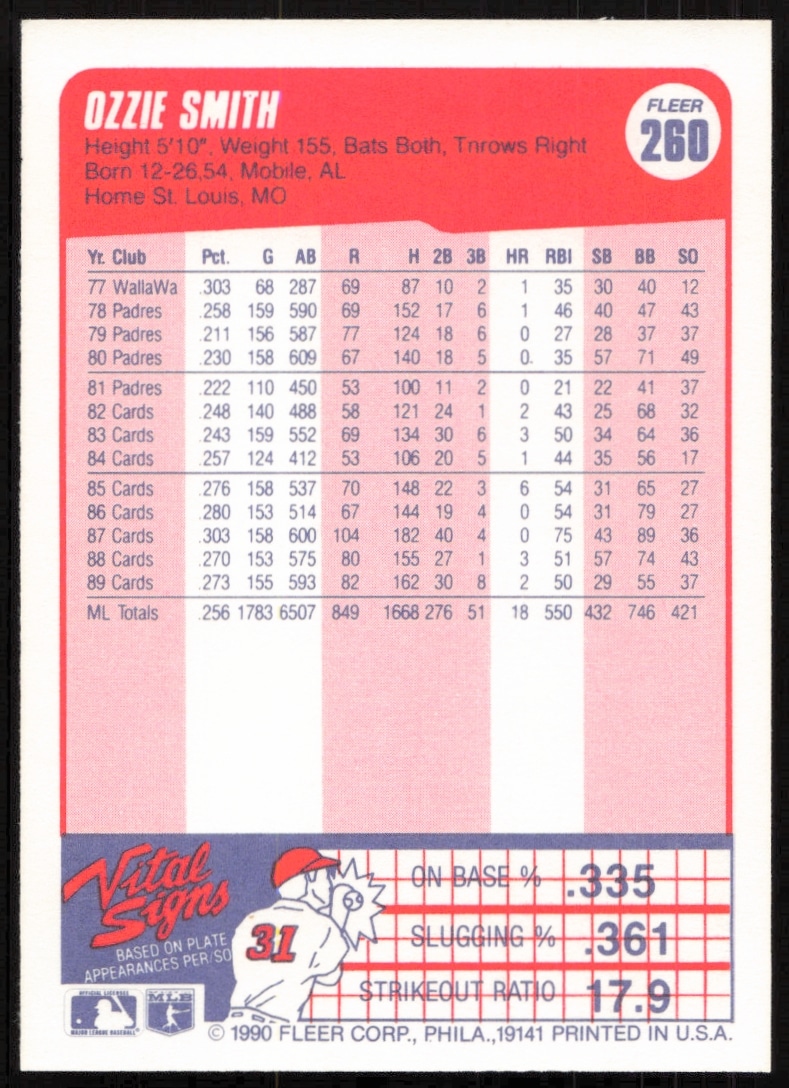 OZZIE SMITH
FLEER
260
Height 5'10", Weight 155, Bats Both, Throws Right
Born 12-26,54, Mobile, AL
Home St. Louis, MO
Yr. Club Pct. G AB R H 2B 3B HR RBI SB BB SO
77 WallaWa .303 68 287 69 87 10 2 1 35 30 40 12
78 Padres .258 159 590 69 152 17 6 1 46 40 47 43
79 Padres .211 156 587 77 124 18 6 0 27 28 37 37
80 Padres .230 158 609 67 140 18 5 0. 35 57 71 49
81 Padres .222 110 450 53 100 11 2 0 21 22 41 37
82 Cards .248 140 488 58 121 24 1 2 43 25 68 32
83 Cards .243 159 552 69 134 30 6 3 50 34 64 36
84 Cards .257 124 412 53 106 20 5 1 44 35 56 17
85 Cards .276 158 537 70 148 22 3 6 54 31 65 27
86 Cards .280 153 514 67 144 19 4 0 54 31 79 27
87 Cards .303 158 600 104 182 40 4 0 75 43 89 36
88 Cards .270 153 575 80 155 27 1 3 51 57 74 43
89 Cards .273 155 593 82 162 30 8 2 50 29 55 37
ML Totals .256 1783 6507 849 1668 276 51 18 550 432 746 421
Vital
Signs
BASED ON PLATE
APPEARANCES PER/SO
31
ON BASE % .335
SLUGGING % .361
STRIKEOUT RATIO 17.9
OFFICIAL LICENSEE
MAJOR LEAGUE BASEBALL
MLB
© 1990 FLEER CORP., PHILA.,19141 PRINTED IN U.S.A.